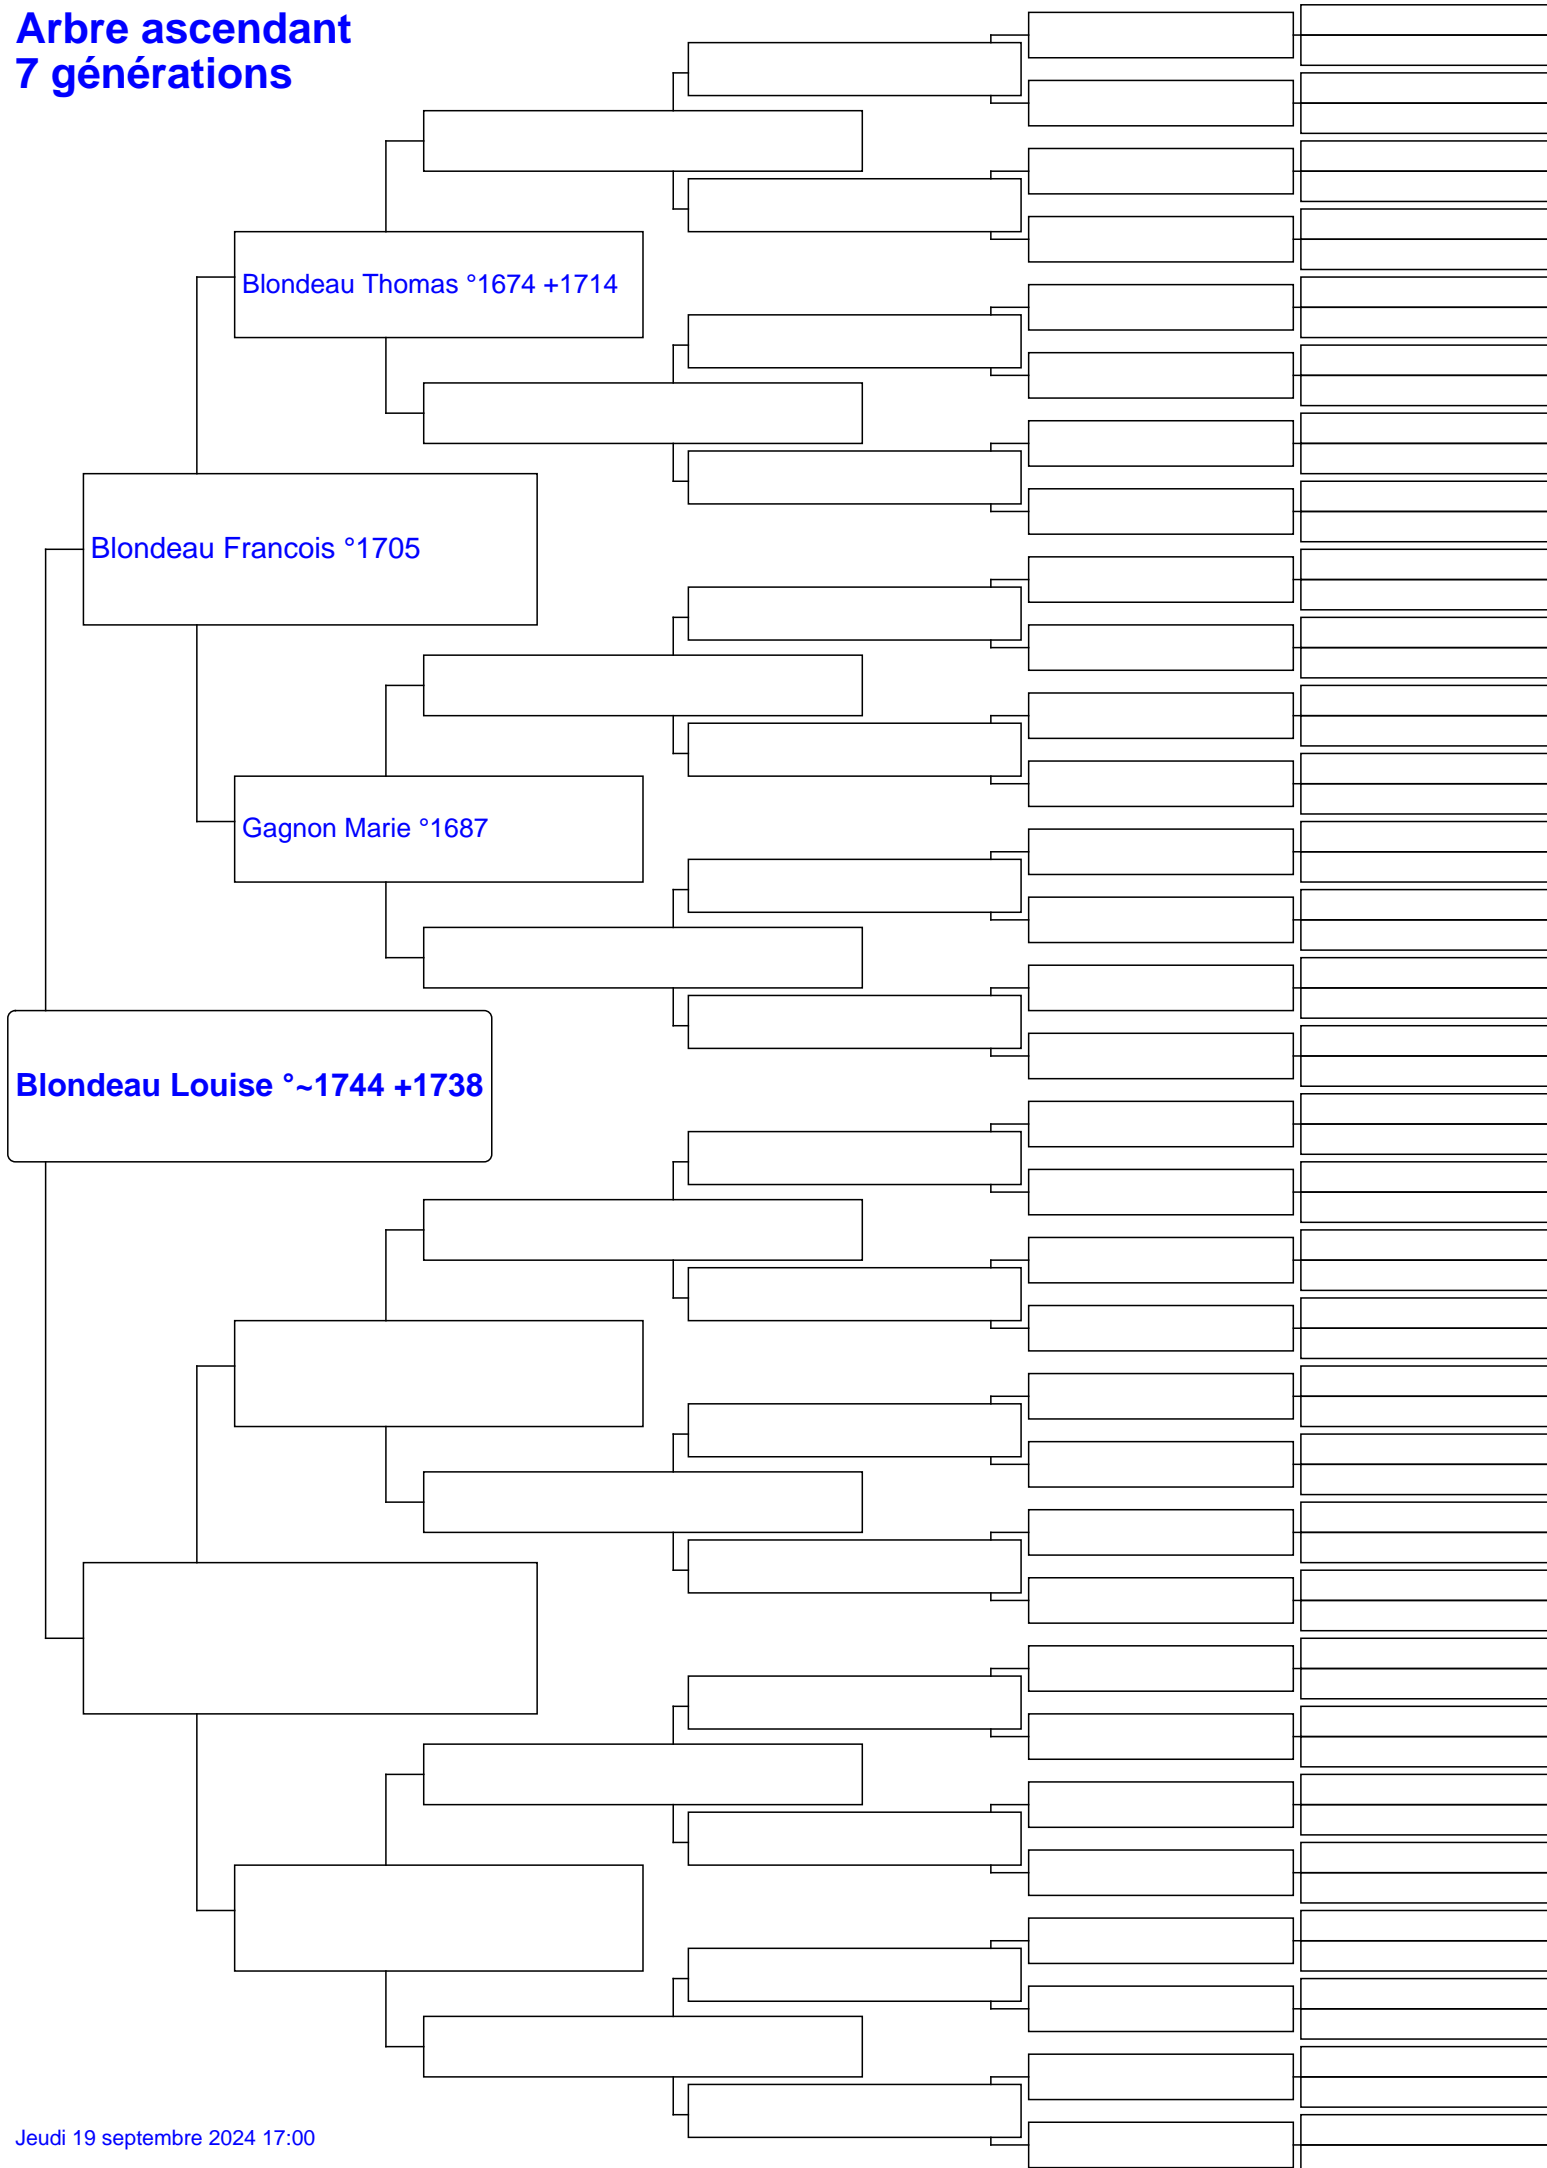 Arbre ascendant
7 générations
Blondeau Thomas °1674 +1714
Blondeau Francois °1705
Gagnon Marie °1687
Blondeau Louise °~1744 +1738
Jeudi 19 septembre 2024 17:00